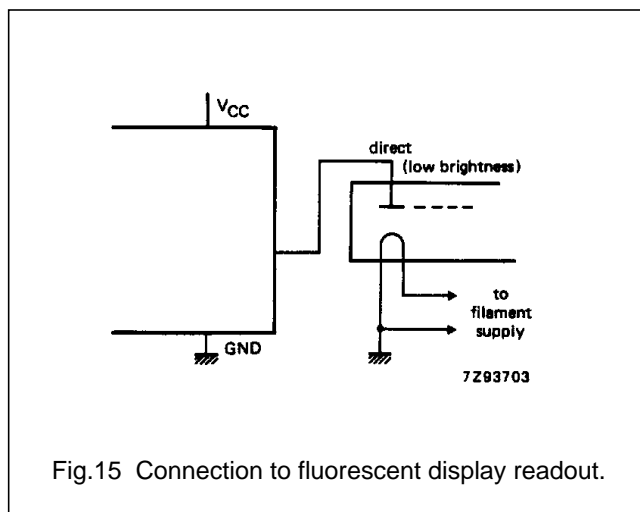 VCC
direct
(low brightness)
to
filament
supply
GND
7Z93703
Fig.15 Connection to fluorescent display readout.